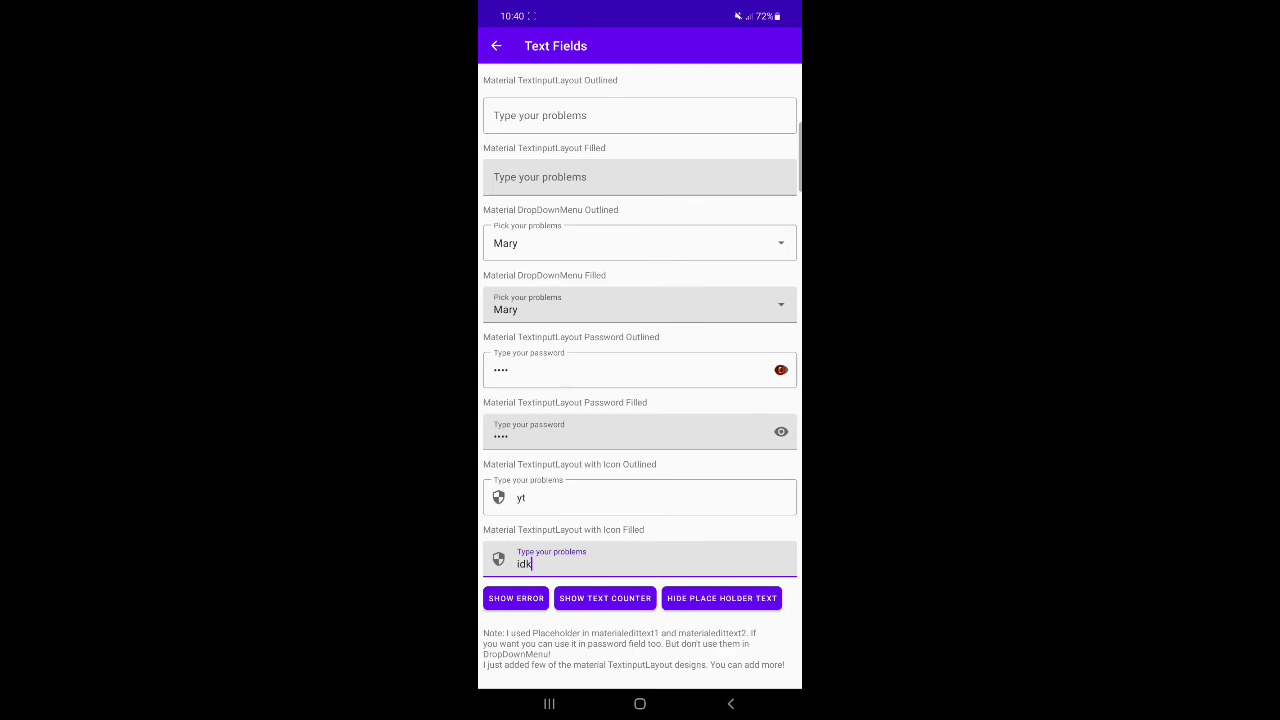 10:40
72%
Text Fields
Material TextinputLayout Outlined
Type your problems
Material TextinputLayout Filled
Type your problems
Material DropDownMenu Outlined
Pick your problems
Mary
Material DropDownMenu Filled
Pick your problems
Mary
Material TextinputLayout Password Outlined
Type your password
••••
Material TextinputLayout Password Filled
Type your password
••••
Material TextinputLayout with Icon Outlined
Type your problems
yt
Material TextinputLayout with Icon Filled
Type your problems
idk
SHOW ERROR SHOW TEXT COUNTER HIDE PLACE HOLDER TEXT
Note: I used Placeholder in materialedittext1 and materialedittext2. If
you want you can use it in password field too. But don't use them in
DropDownMenu!
I just added few of the material TextinputLayout designs. You can add more!